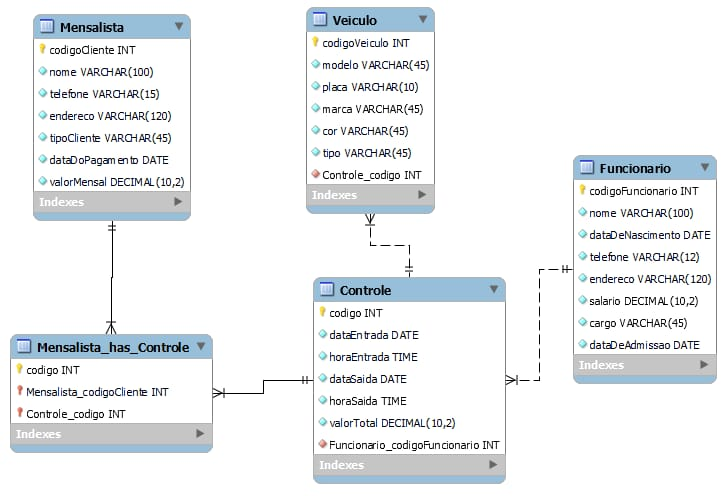 Mensalista
codigoCliente INT
nome VARCHAR(100)
telefone VARCHAR(15)
endereco VARCHAR(120)
tipoCliente VARCHAR(45)
dataDoPagamento DATE
valorMensal DECIMAL(10,2)
Indexes
Veiculo
codigoVeiculo INT
modelo VARCHAR(45)
placa VARCHAR(10)
marca VARCHAR(45)
cor VARCHAR(45)
tipo VARCHAR(45)
Controle_codigo INT
Indexes
Funcionario
codigoFuncionario INT
nome VARCHAR(100)
dataDeNascimento DATE
telefone VARCHAR(12)
endereco VARCHAR(120)
salario DECIMAL(10,2)
cargo VARCHAR(45)
dataDeAdmissao DATE
Indexes
Controle
codigo INT
dataEntrada DATE
horaEntrada TIME
dataSaida DATE
horaSaida TIME
valorTotal DECIMAL(10,2)
Funcionario_codigoFuncionario INT
Indexes
Mensalista_has_Controle
codigo INT
Mensalista_codigoCliente INT
Controle_codigo INT
Indexes